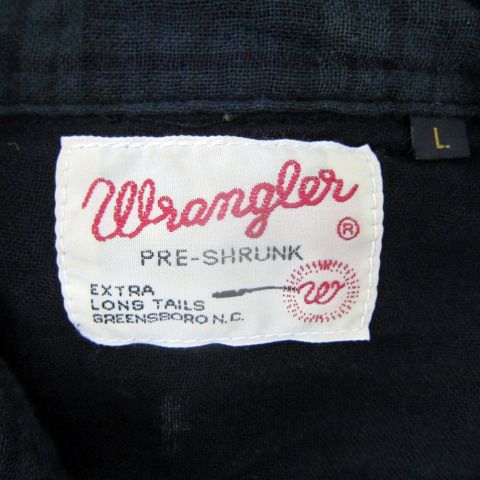 Wrangler
®
PRE-SHRUNK
EXTRA
LONG TAILS
GREENSBORO N.C.
W
L